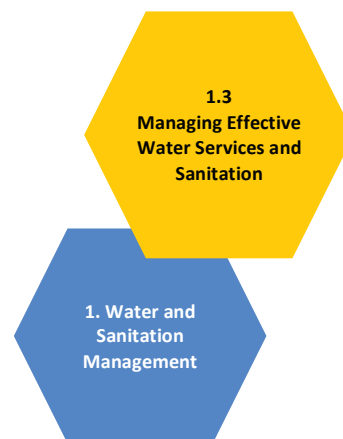 1.3
Managing Effective
Water Services and
Sanitation
1. Water and
Sanitation
Management